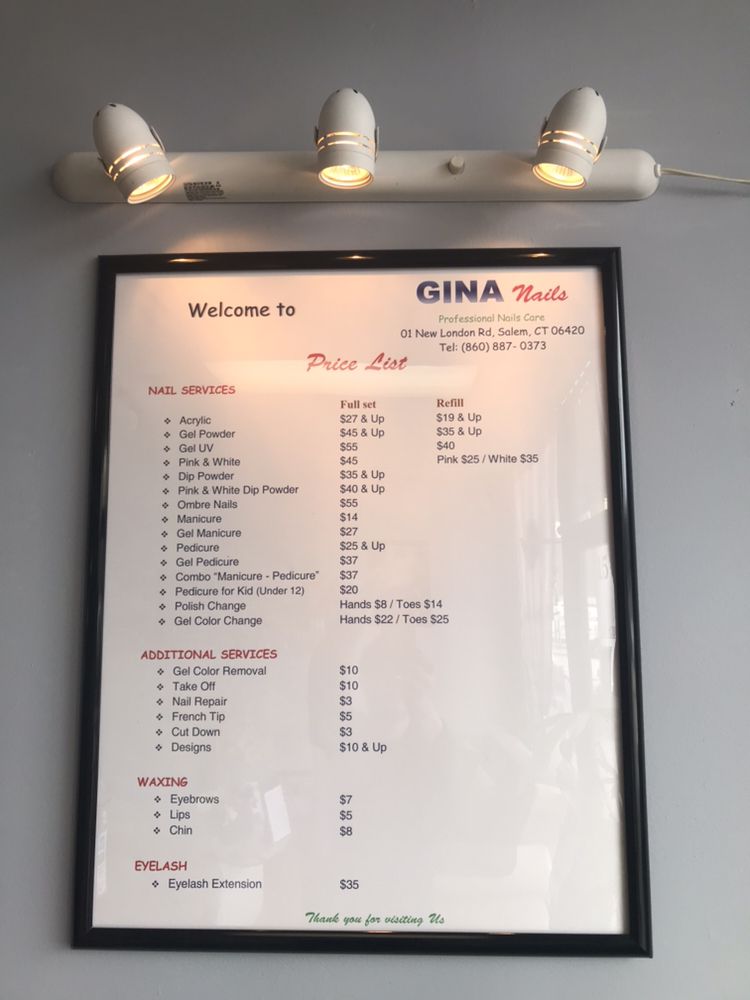 Welcome to
GINA Nails
Professional Nails Care
01 New London Rd, Salem, CT 06420
Tel: (860) 887- 0373
Price List
NAIL SERVICES
Full set Refill
❖ Acrylic $27 & Up $19 & Up
❖ Gel Powder $45 & Up $35 & Up
❖ Gel UV $55 $40
❖ Pink & White $45 Pink $25 / White $35
❖ Dip Powder $35 & Up
❖ Pink & White Dip Powder $40 & Up
❖ Ombre Nails $55
❖ Manicure $14
❖ Gel Manicure $27
❖ Pedicure $25 & Up
❖ Gel Pedicure $37
❖ Combo "Manicure - Pedicure" $37
❖ Pedicure for Kid (Under 12) $20
❖ Polish Change Hands $8 / Toes $14
❖ Gel Color Change Hands $22 / Toes $25
ADDITIONAL SERVICES
❖ Gel Color Removal $10
❖ Take Off $10
❖ Nail Repair $3
❖ French Tip $5
❖ Cut Down $3
❖ Designs $10 & Up
WAXING
❖ Eyebrows $7
❖ Lips $5
❖ Chin $8
EYELASH
❖ Eyelash Extension $35
Thank you for visiting Us